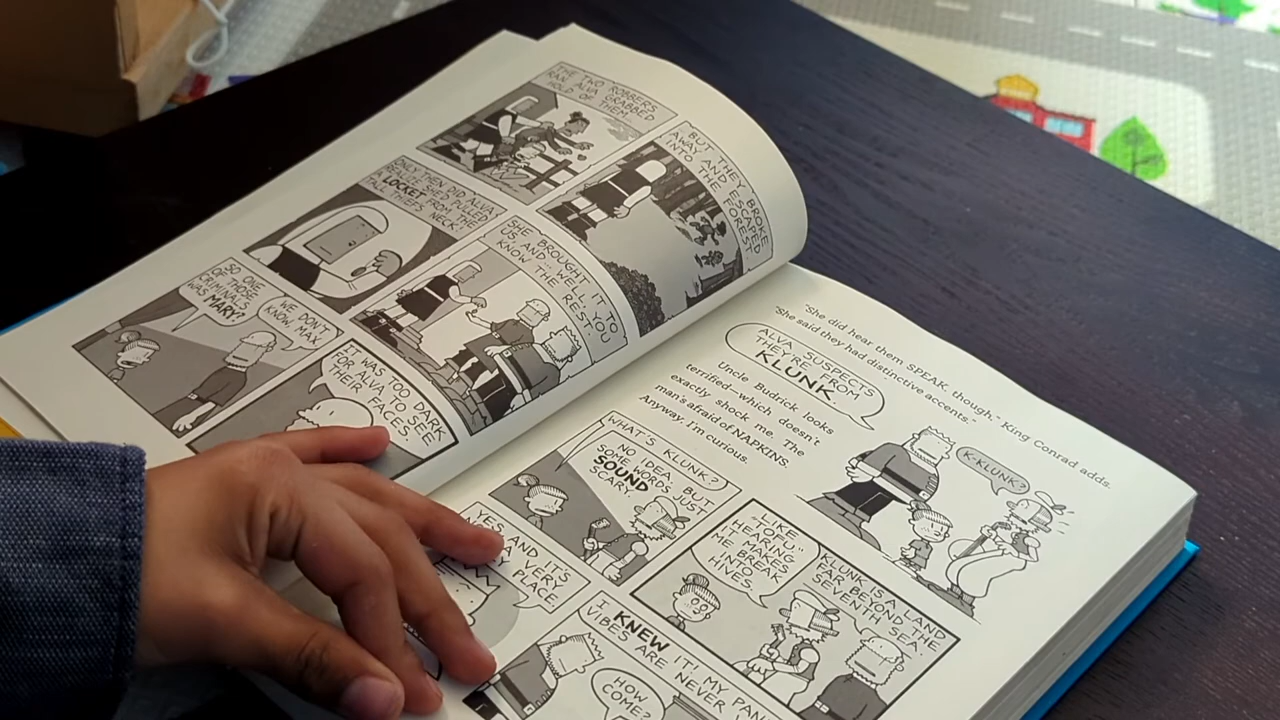 THE TWO ROBBERS
RAN. ALVA GRABBED
HOLD OF THEM...
BUT THEY BROKE
AWAY AND ESCAPED
INTO THE FOREST
ONLY THEN DID ALVA
REALIZE SHE'D PULLED
A LOCKET FROM THE
TALL THIEF'S NECK.
SHE BROUGHT IT TO
US, AND... WE'LL, YOU
KNOW THE REST.
SO ONE
OF THOSE
CRIMINALS
WAS MARY?
WE DON'T
KNOW, MAX.
IT WAS TOO DARK
FOR ALVA TO SEE
THEIR FACES.
"She did hear them SPEAK, though," King Conrad adds.
"She said they had distinctive accents."
ALVA SUSPECTS
THEY'RE FROM
KLUNK.
Uncle Budrick looks
terrified—which doesn't
exactly shock me. The
man's afraid of NAPKINS.
Anyway, I'm curious.
K-KLUNK?
WHAT'S KLUNK?
NO IDEA, BUT
SOME WORDS JUST
SOUND
SCARY.
LIKE
"TOFU."
HEARING
IT MAKES
ME BREAK
INTO
HIVES.
KLUNK IS A LAND
FAR BEYOND THE
SEVENTH SEA.
YES, AND IT'S
A VERY
PLACE.
I KNEW IT! MY PANIC
VIBES ARE NEVER
HOW
COME?